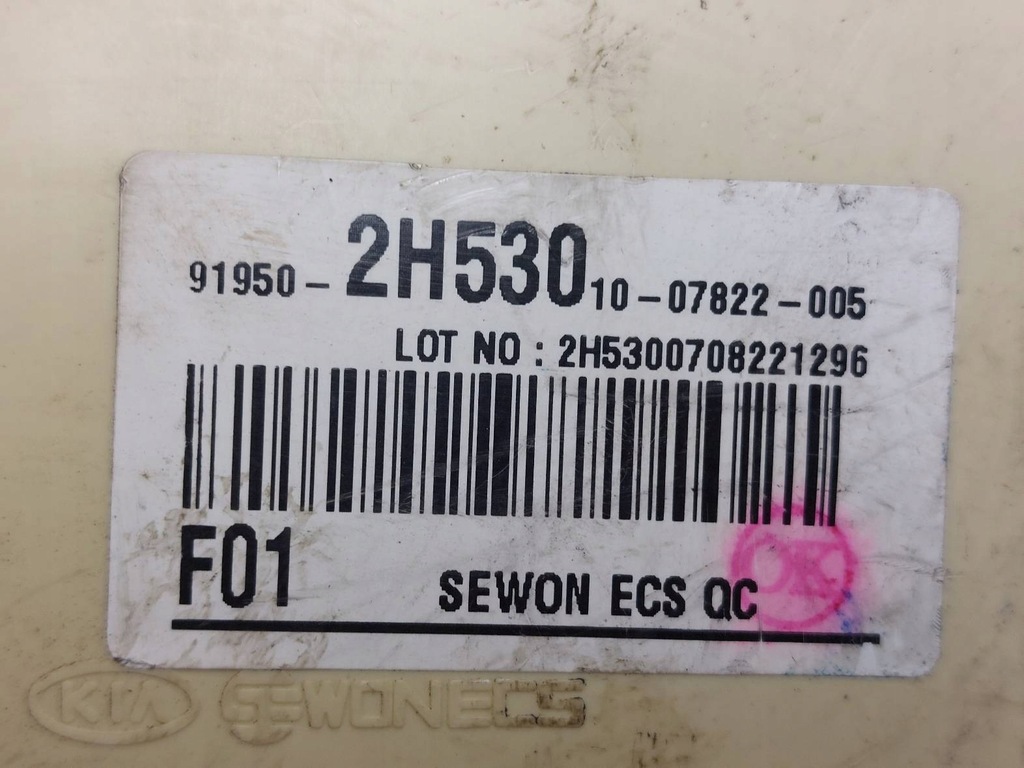 91950-2H530 10-07822-005
LOT NO : 2H5300708221296
F01 SEWON ECS QC
OK
KIA SEWONECS